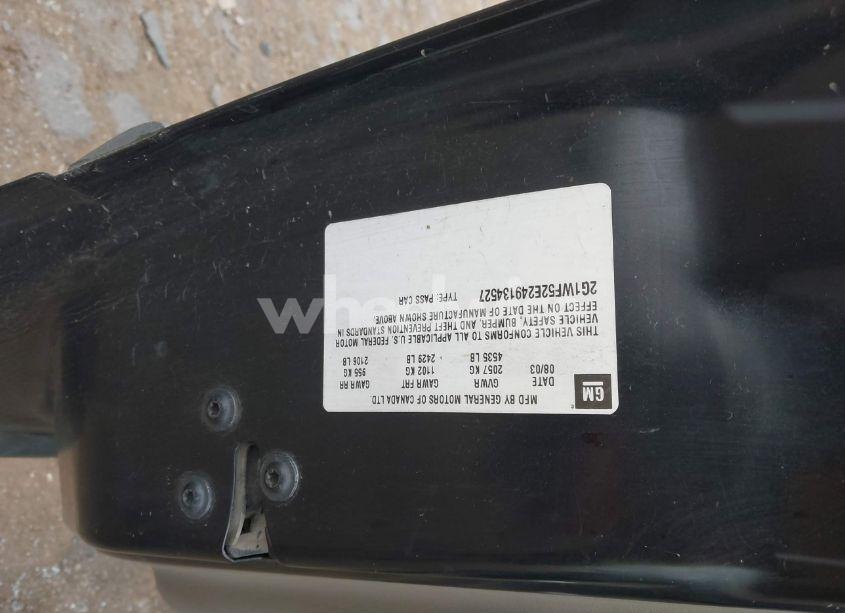 GM
MFD BY GENERAL MOTORS OF CANADA LTD.
DATE GVWR GAWR FRT GAWR RR
08/03 2057 KG 1102 KG 955 KG
4535 LB 2429 LB 2106 LB
THIS VEHICLE CONFORMS TO ALL APPLICABLE U.S. FEDERAL MOTOR
VEHICLE SAFETY, BUMPER, AND THEFT PREVENTION STANDARDS IN
EFFECT ON THE DATE OF MANUFACTURE SHOWN ABOVE.
2G1WF52E249134527 TYPE: PASS CAR